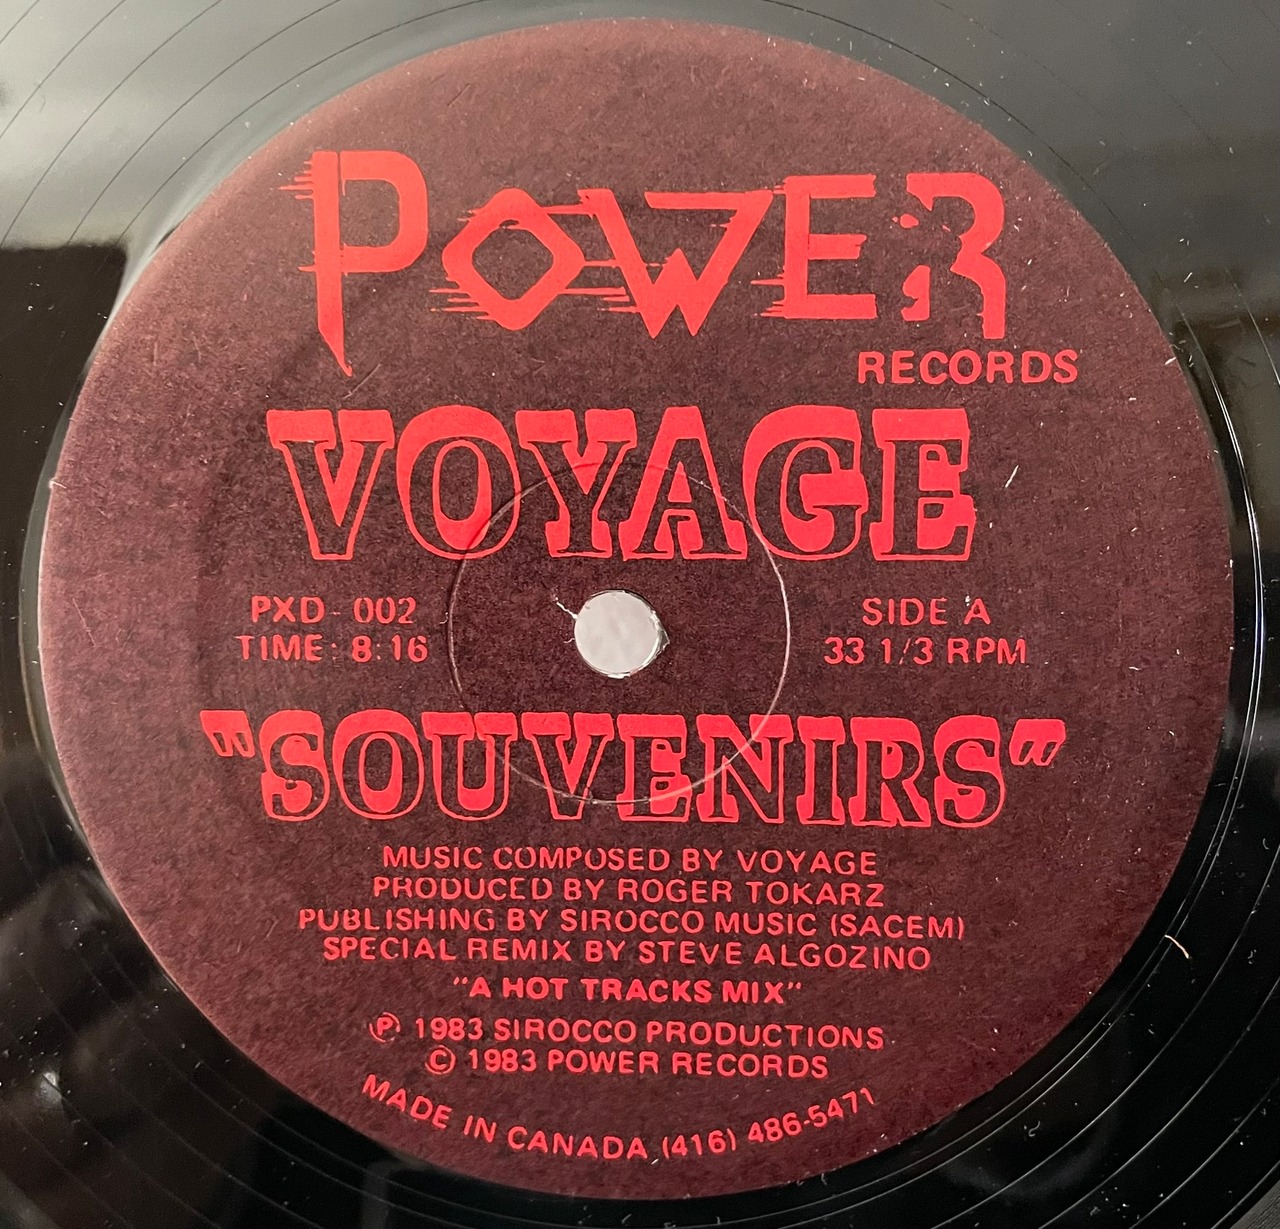 POWER
RECORDS
VOYAGE
PXD - 002
TIME: 8:16
SIDE A
33 1/3 RPM
"SOUVENIRS"
MUSIC COMPOSED BY VOYAGE
PRODUCED BY ROGER TOKARZ
PUBLISHING BY SIROCCO MUSIC (SACEM)
SPECIAL REMIX BY STEVE ALGOZINO
"A HOT TRACKS MIX"
Ⓟ 1983 SIROCCO PRODUCTIONS
© 1983 POWER RECORDS
MADE IN CANADA (416) 486-5471